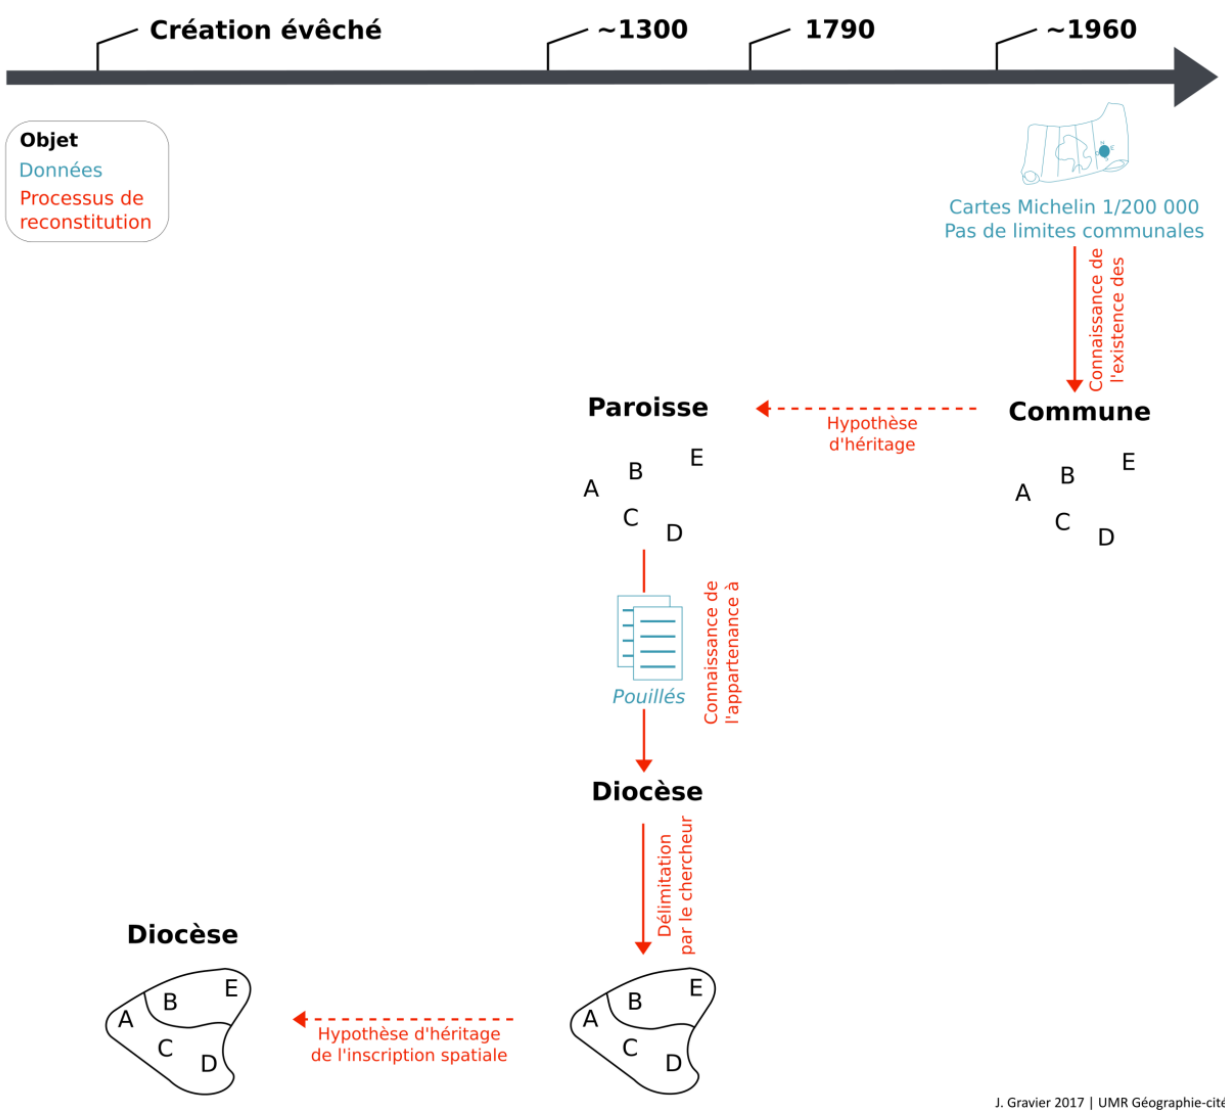 Création évêché
~1300
1790
~1960
Objet
Données
Processus de
reconstitution
Cartes Michelin 1/200 000
Pas de limites communales
Connaissance de
l'existence des
Paroisse
Hypothèse
d'héritage
Commune
A
B
E
C
D
A
B
E
C
D
Connaissance de
l'appartenance à
Pouillés
Diocèse
Délimitation
par le chercheur
Diocèse
A
B
E
C
D
Hypothèse d'héritage
de l'inscription spatiale
A
B
E
C
D
J. Gravier 2017 | UMR Géographie-cité